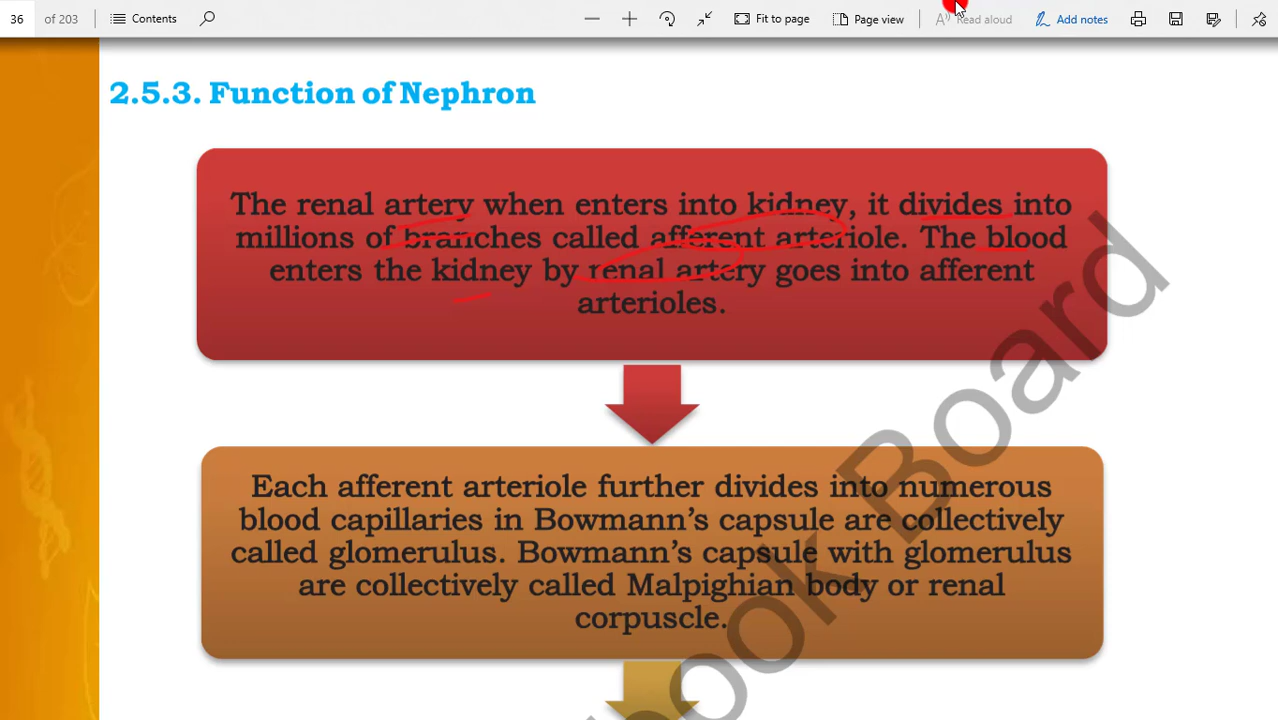 36 of 203 Contents Fit to page Page view Read aloud Add notes
2.5.3. Function of Nephron
The renal artery when enters into kidney, it divides into
millions of branches called afferent arteriole. The blood
enters the kidney by renal artery goes into afferent
arterioles.
Each afferent arteriole further divides into numerous
blood capillaries in Bowmann's capsule are collectively
called glomerulus. Bowmann's capsule with glomerulus
are collectively called Malpighian body or renal
corpuscle.
book Board